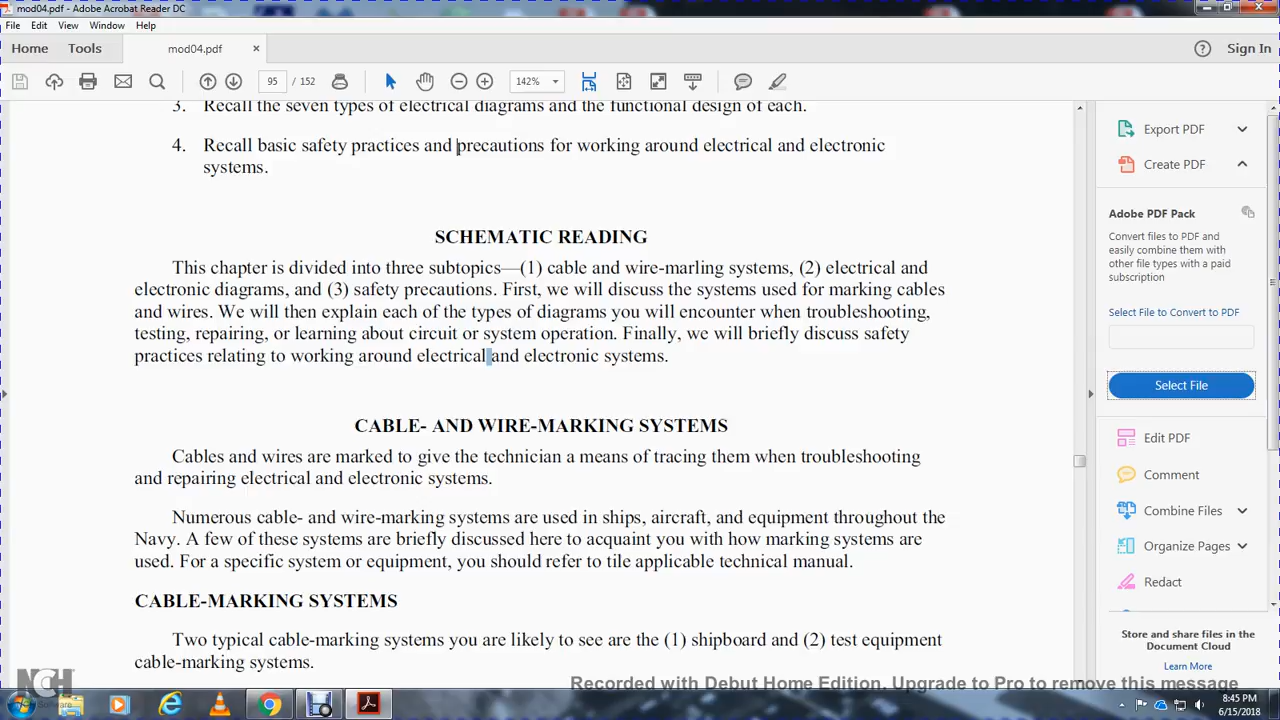 mod04.pdf - Adobe Acrobat Reader DC
File Edit View Window Help
Home Tools mod04.pdf × Sign In
95 / 152 142%
3. Recall the seven types of electrical diagrams and the functional design of each.
4. Recall basic safety practices and precautions for working around electrical and electronic
systems.
SCHEMATIC READING
This chapter is divided into three subtopics—(1) cable and wire-marling systems, (2) electrical and
electronic diagrams, and (3) safety precautions. First, we will discuss the systems used for marking cables
and wires. We will then explain each of the types of diagrams you will encounter when troubleshooting,
testing, repairing, or learning about circuit or system operation. Finally, we will briefly discuss safety
practices relating to working around electrical and electronic systems.
CABLE- AND WIRE-MARKING SYSTEMS
Cables and wires are marked to give the technician a means of tracing them when troubleshooting
and repairing electrical and electronic systems.
Numerous cable- and wire-marking systems are used in ships, aircraft, and equipment throughout the
Navy. A few of these systems are briefly discussed here to acquaint you with how marking systems are
used. For a specific system or equipment, you should refer to tile applicable technical manual.
CABLE-MARKING SYSTEMS
Two typical cable-marking systems you are likely to see are the (1) shipboard and (2) test equipment
cable-marking systems.
Export PDF
Create PDF
Adobe PDF Pack
Convert files to PDF and
easily combine them with
other file types with a paid
subscription
Select File to Convert to PDF
Select File
Edit PDF
Comment
Combine Files
Organize Pages
Redact
Store and share files in the
Document Cloud
Learn More
NCH
Software
Recorded with Debut Home Edition. Upgrade to Pro to remove this message
8:45 PM
6/15/2018